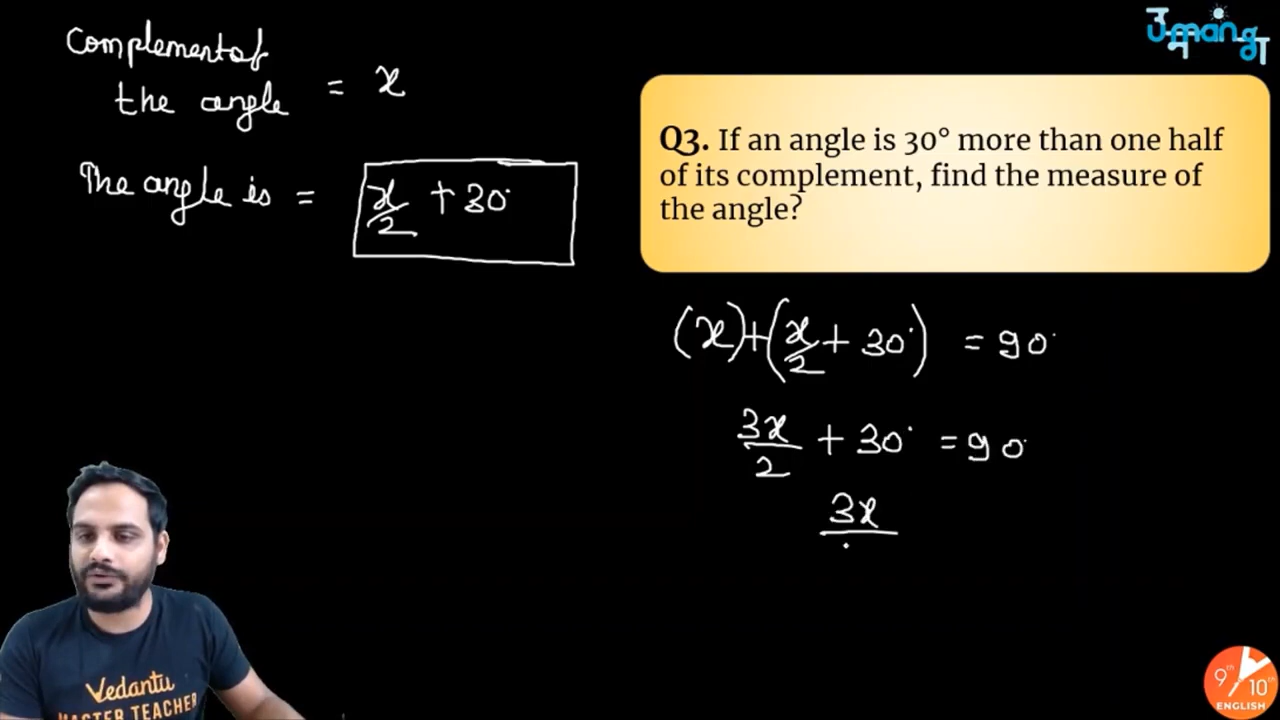 Complement of
the angle = x
The angle is = x/2 + 30°
उमंग
Umang
Q3. If an angle is 30° more than one half
of its complement, find the measure of
the angle?
(x)+(x/2 + 30°) = 90°
3x/2 + 30° = 90°
3x
Vedantu
MASTER TEACHER
9th
10th
ENGLISH